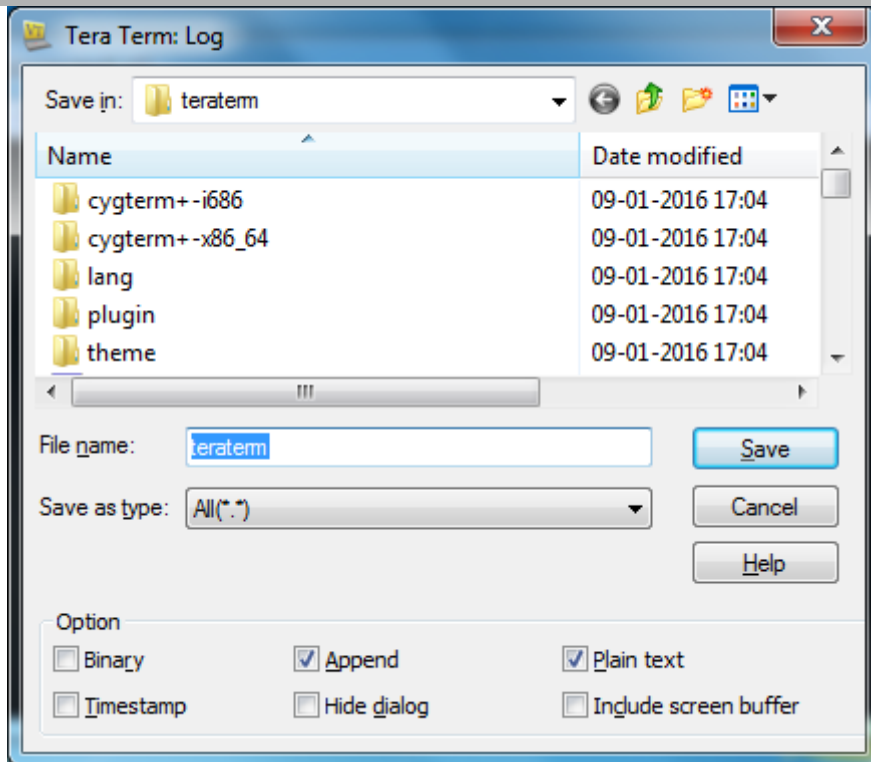 Tera Term: Log
Save in: teraterm
Name Date modified
cygterm+-i686 09-01-2016 17:04
cygterm+-x86_64 09-01-2016 17:04
lang 09-01-2016 17:04
plugin 09-01-2016 17:04
theme 09-01-2016 17:04
File name: teraterm Save
Save as type: All(*.*) Cancel
Help
Option
Binary Append Plain text
Timestamp Hide dialog Include screen buffer